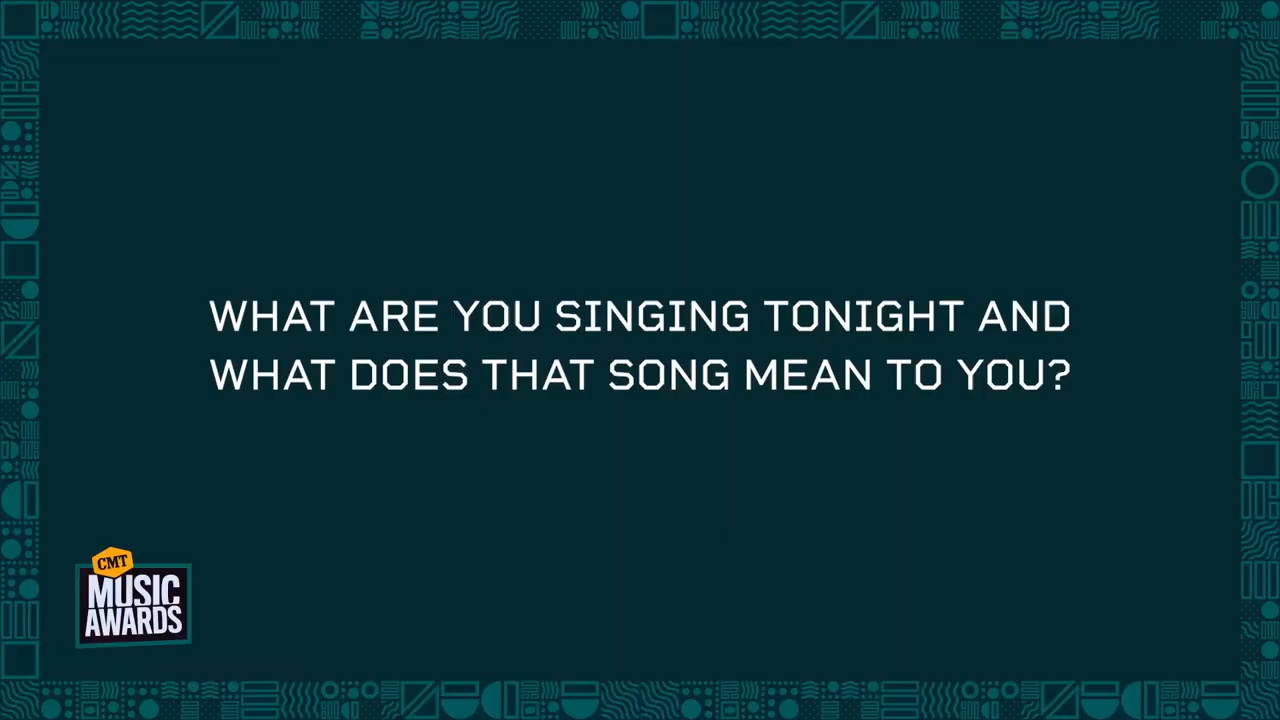 WHAT ARE YOU SINGING TONIGHT AND
WHAT DOES THAT SONG MEAN TO YOU?
CMT
MUSIC
AWARDS